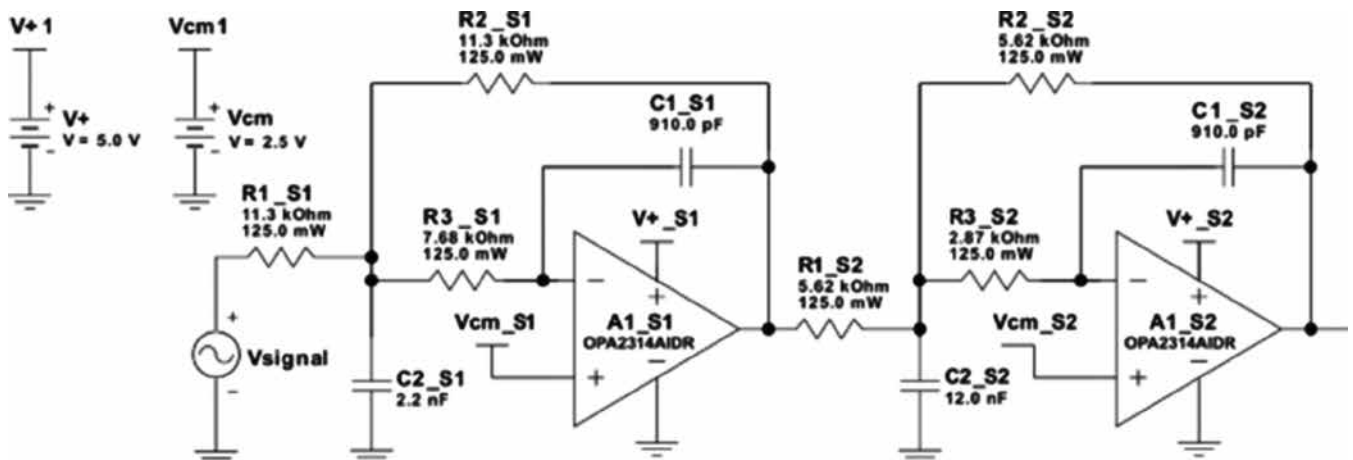 V+1
Vcm1
V+
V= 5.0 V
Vcm
V= 2.5 V
R1_S1
11.3 kOhm
125.0 mW
Vsignal
R2_S1
11.3 kOhm
125.0 mW
C1_S1
910.0 pF
R3_S1
7.68 kOhm
125.0 mW
V+_S1
Vcm_S1
A1_S1
OPA2314AIDR
C2_S1
2.2 nF
R1_S2
5.62 kOhm
125.0 mW
R2_S2
5.62 kOhm
125.0 mW
C1_S2
910.0 pF
R3_S2
2.87 kOhm
125.0 mW
V+_S2
Vcm_S2
A1_S2
OPA2314AIDR
C2_S2
12.0 nF